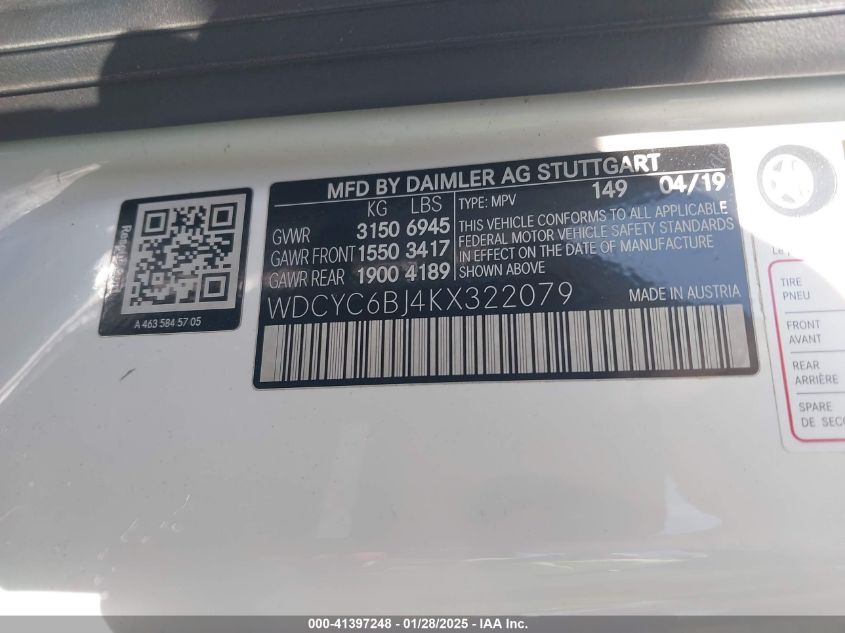 MFD BY DAIMLER AG STUTTGART
KG LBS TYPE: MPV 149 04/19
GVWR 3150 6945
GAWR FRONT 1550 3417
GAWR REAR 1900 4189
THIS VEHICLE CONFORMS TO ALL APPLICABLE
FEDERAL MOTOR VEHICLE SAFETY STANDARDS
IN EFFECT ON THE DATE OF MANUFACTURE
SHOWN ABOVE
WDCYC6BJ4KX322079 MADE IN AUSTRIA
A 463 584 57 05
TIRE
PNEU
FRONT
AVANT
REAR
ARRIÈRE
SPARE
000-41397248 - 01/28/2025 - IAA Inc.